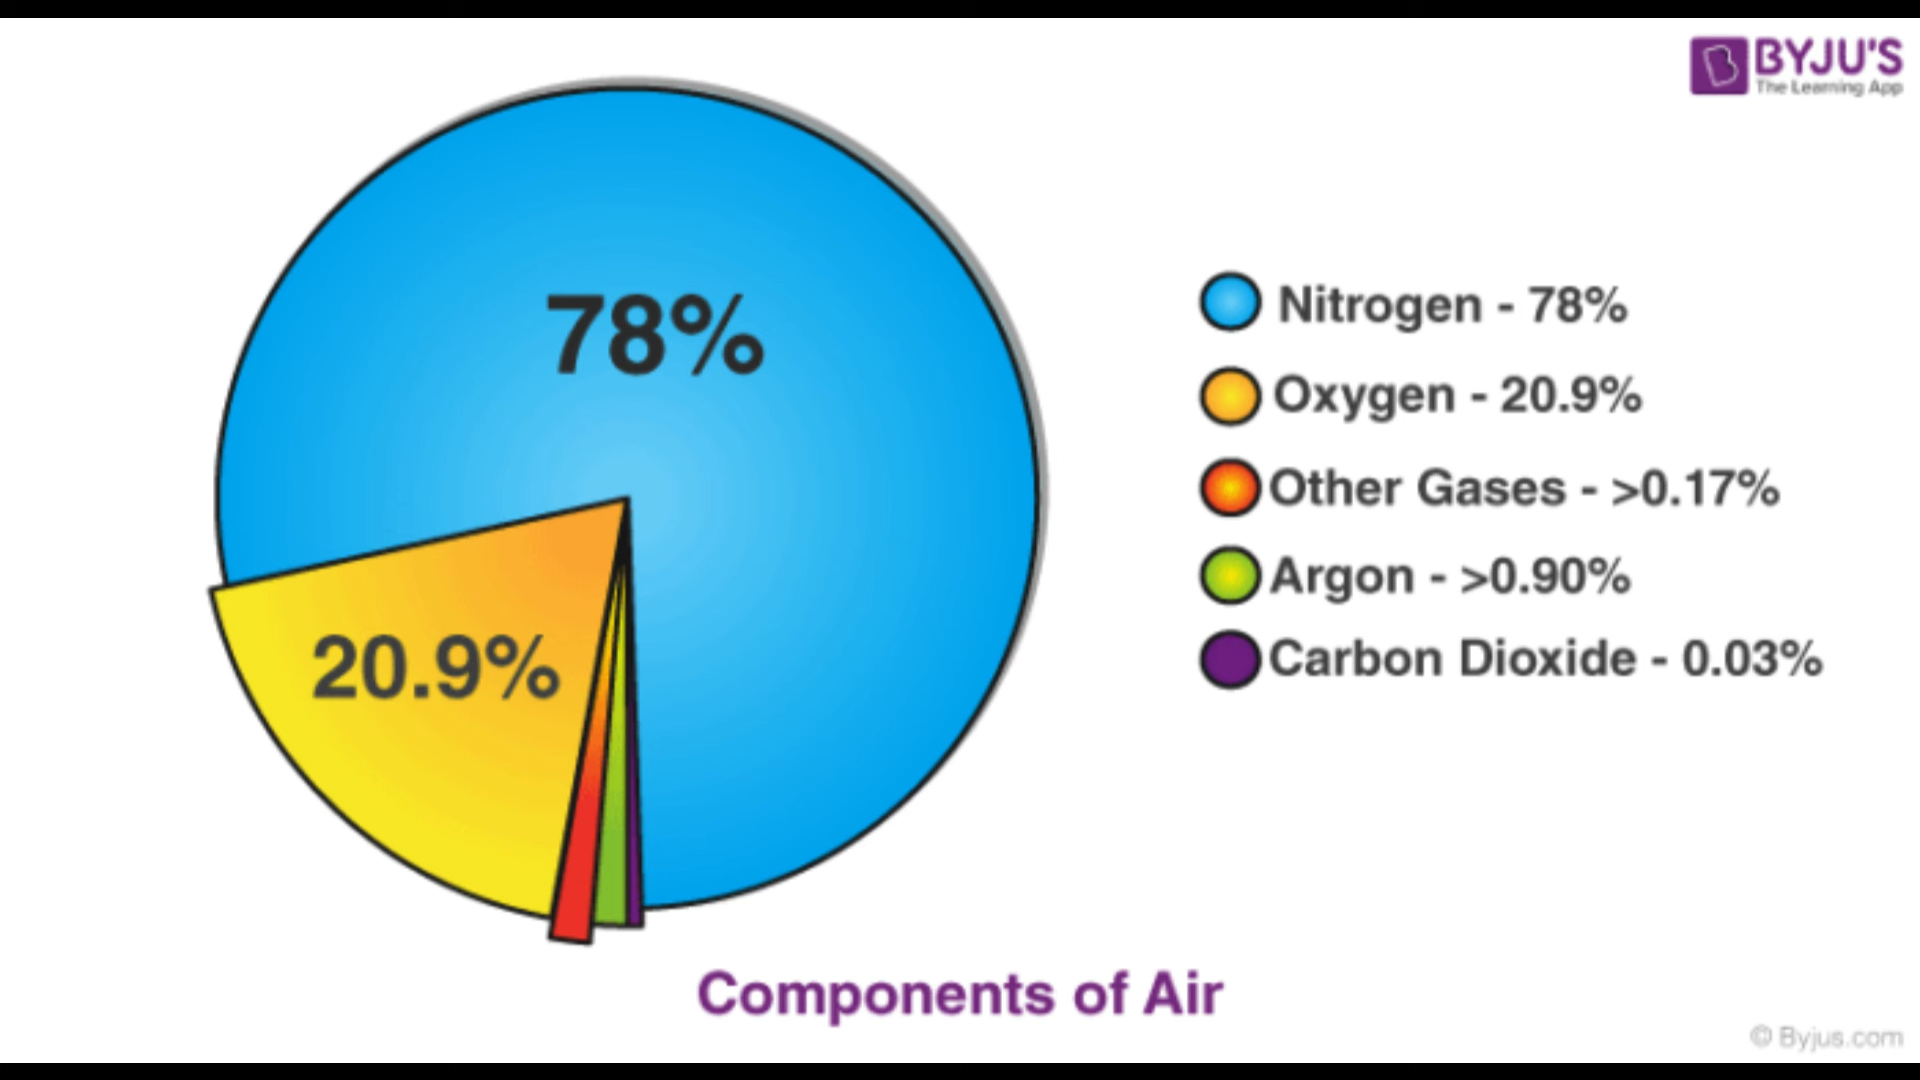 BYJU'S
The Learning App
78%
20.9%
Nitrogen - 78%
Oxygen - 20.9%
Other Gases - >0.17%
Argon - >0.90%
Carbon Dioxide - 0.03%
Components of Air
© Byjus.com